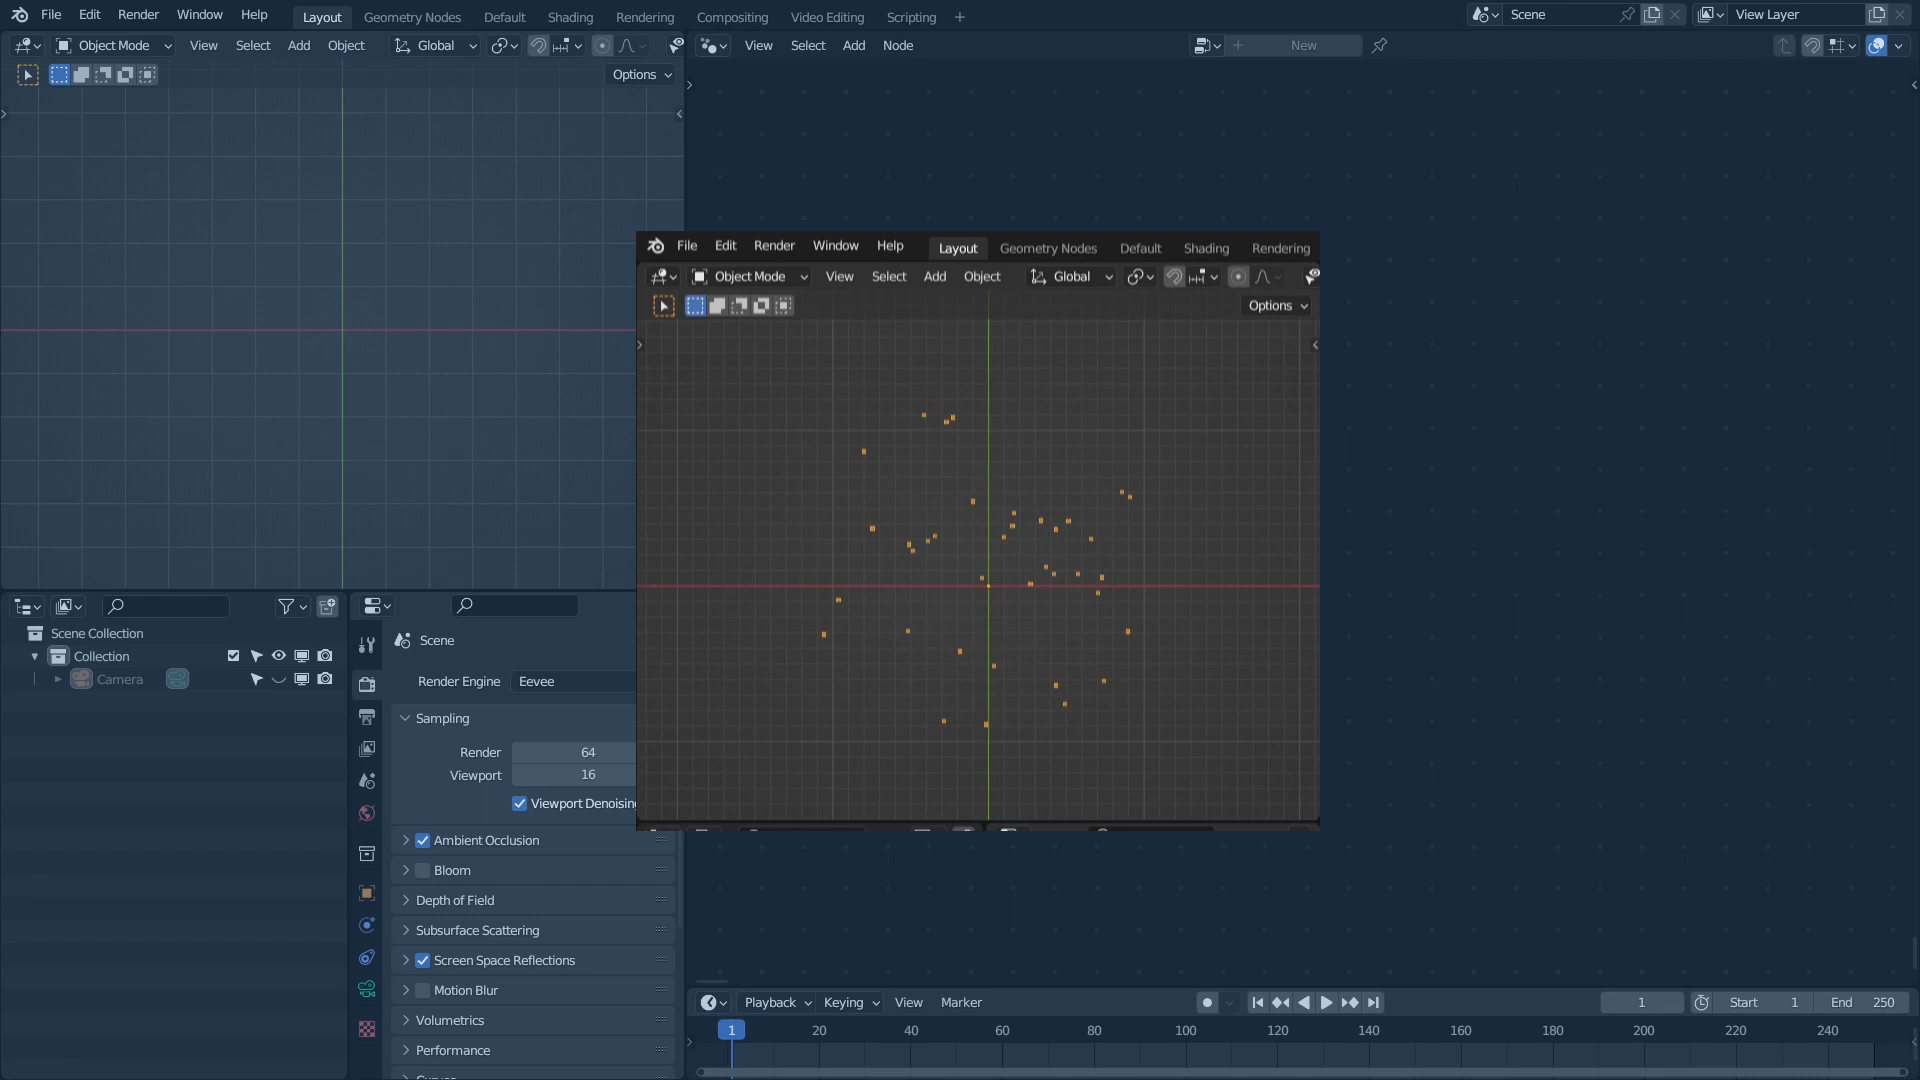 File Edit Render Window Help Layout Geometry Nodes Default Shading Rendering Compositing Video Editing Scripting + Scene View Layer
Object Mode View Select Add Object Global View Select Add Node New
Options
File Edit Render Window Help Layout Geometry Nodes Default Shading Rendering
Object Mode View Select Add Object Global
Options
Scene Collection
Collection
Camera
Scene
Render Engine Eevee
Sampling
Render 64
Viewport 16
Viewport Denoising
Ambient Occlusion
Bloom
Depth of Field
Subsurface Scattering
Screen Space Reflections
Motion Blur
Volumetrics
Performance
Playback Keying View Marker 1 Start 1 End 250
1 20 40 60 80 100 120 140 160 180 200 220 240